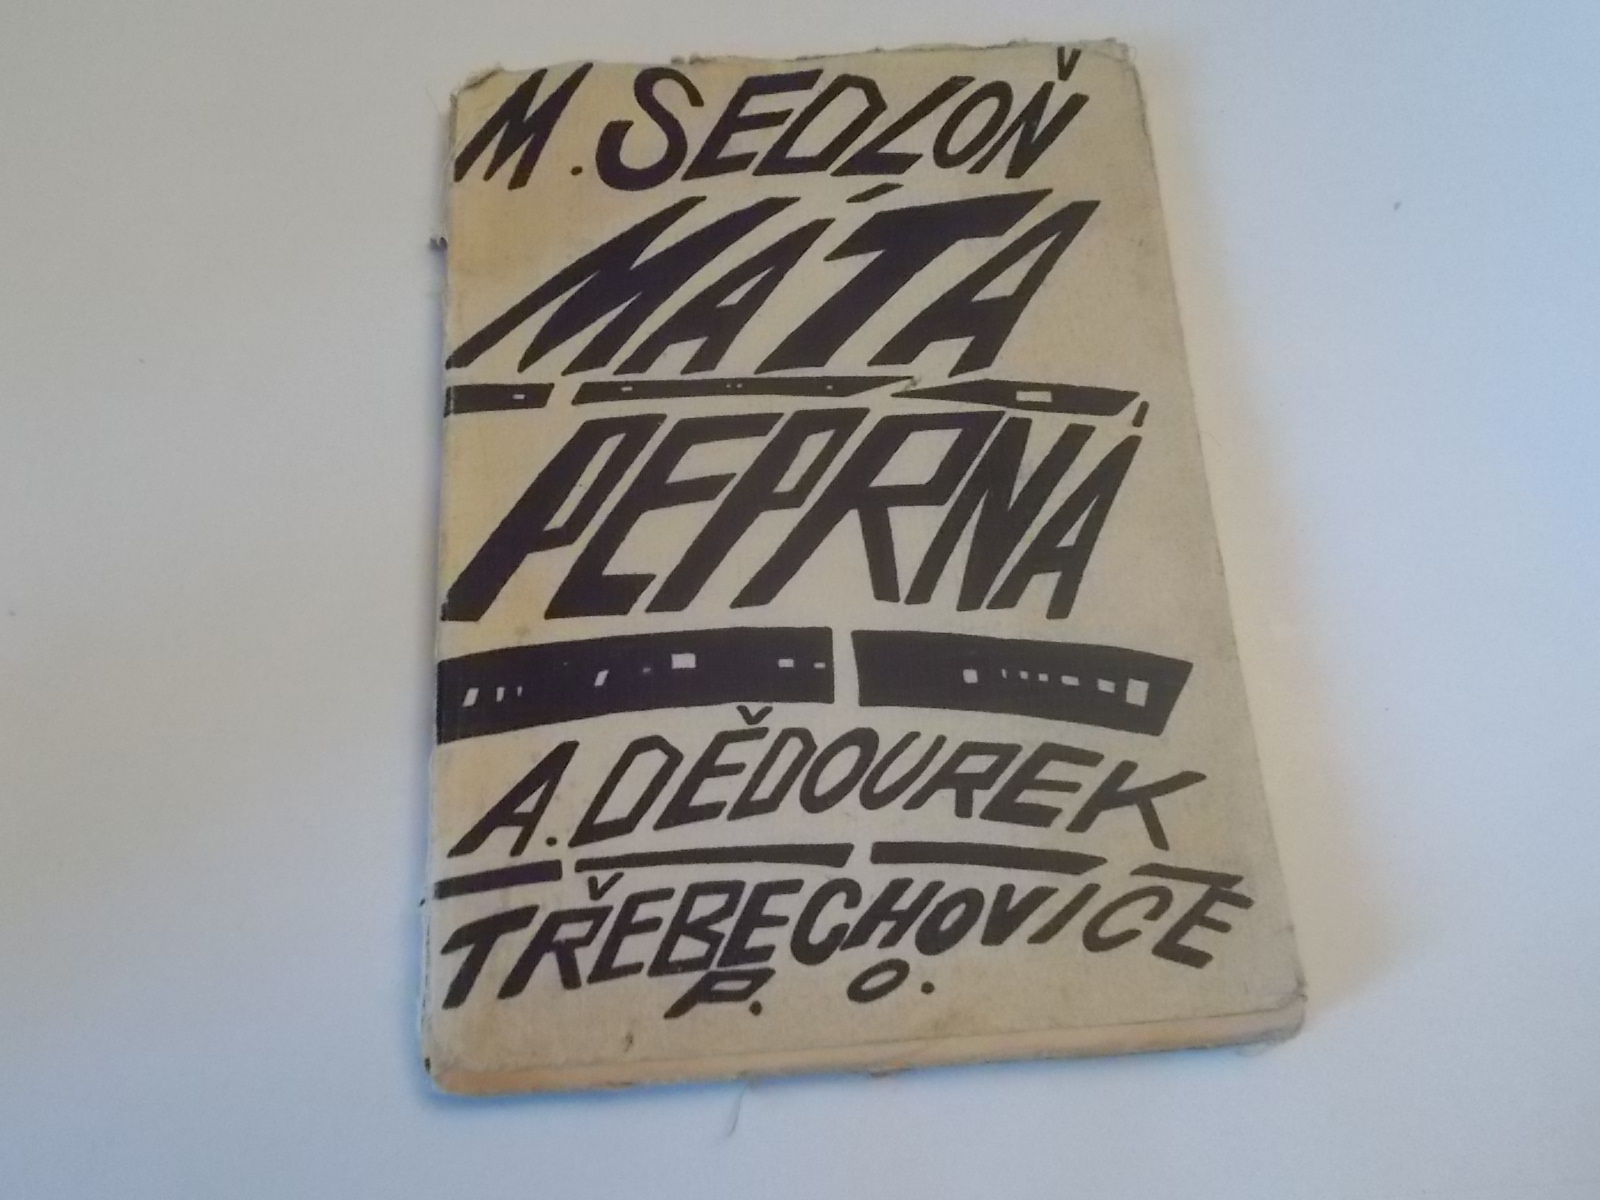 M. SEDLOŇ
MÁTA
PEPRNÁ
A. DĚDOUREK
TŘEBECHOVICE
P. O.